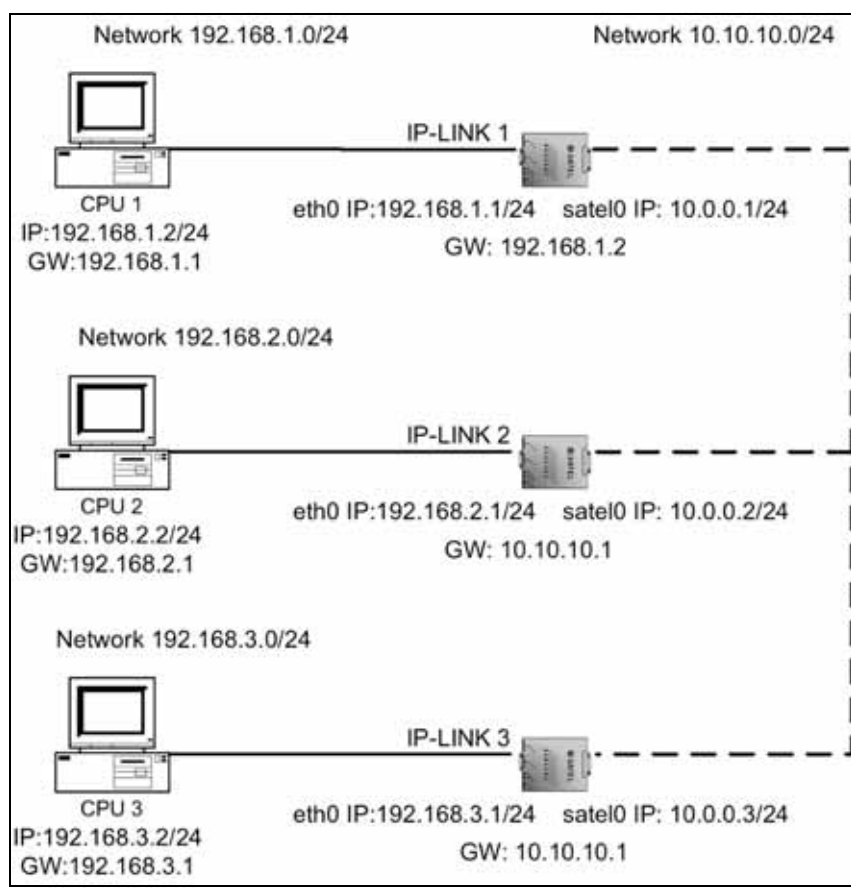 Network 192.168.1.0/24
Network 10.10.10.0/24
IP-LINK 1
CPU 1
IP:192.168.1.2/24
GW:192.168.1.1
eth0 IP:192.168.1.1/24 satel0 IP: 10.0.0.1/24
GW: 192.168.1.2
Network 192.168.2.0/24
IP-LINK 2
CPU 2
IP:192.168.2.2/24
GW:192.168.2.1
eth0 IP:192.168.2.1/24 satel0 IP: 10.0.0.2/24
GW: 10.10.10.1
Network 192.168.3.0/24
IP-LINK 3
CPU 3
IP:192.168.3.2/24
GW:192.168.3.1
eth0 IP:192.168.3.1/24 satel0 IP: 10.0.0.3/24
GW: 10.10.10.1